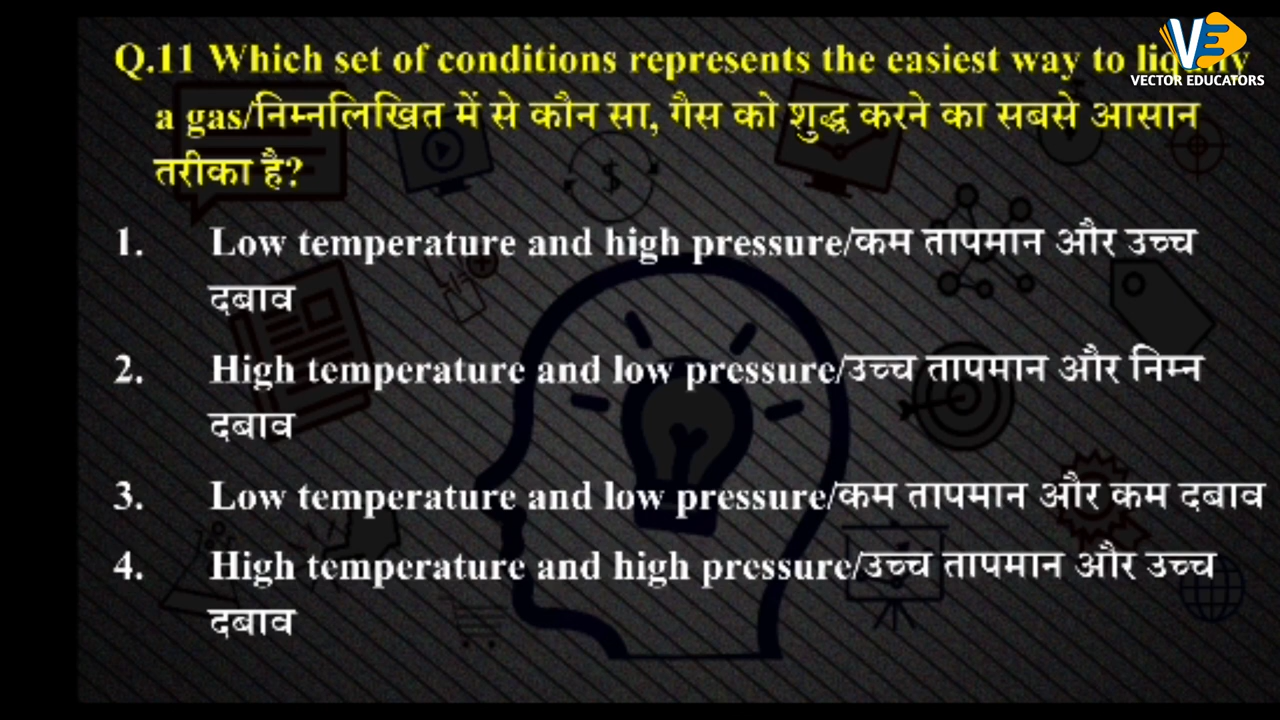 VE
VECTOR EDUCATORS
Q.11 Which set of conditions represents the easiest way to liquify
a gas/निम्नलिखित में से कौन सा, गैस को शुद्ध करने का सबसे आसान
तरीका है?
1. Low temperature and high pressure/कम तापमान और उच्च
दबाव
2. High temperature and low pressure/उच्च तापमान और निम्न
दबाव
3. Low temperature and low pressure/कम तापमान और कम दबाव
4. High temperature and high pressure/उच्च तापमान और उच्च
दबाव